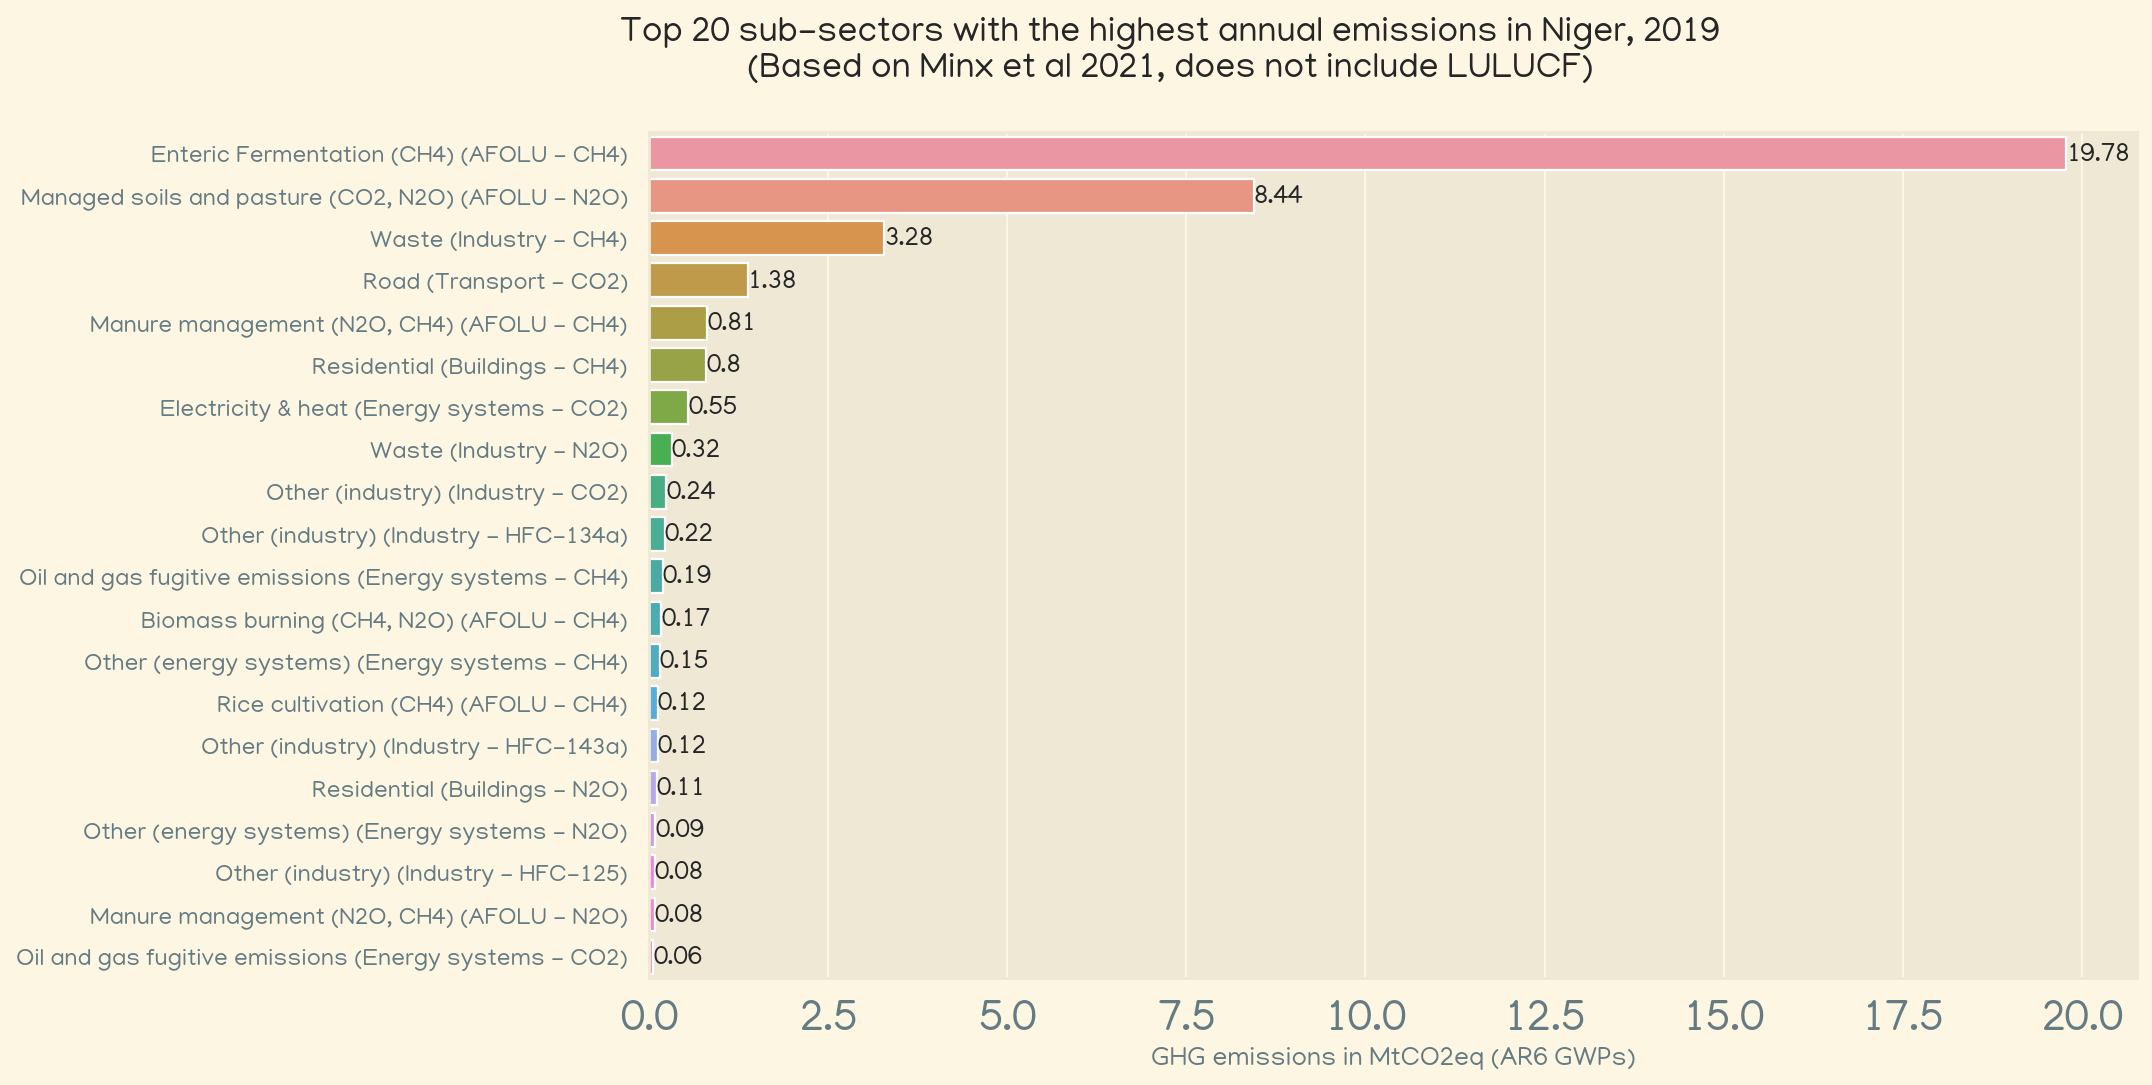 Top 20 sub-sectors with the highest annual emissions in Niger, 2019
(Based on Minx et al 2021, does not include LULUCF)
Enteric Fermentation (CH4) (AFOLU - CH4) 19.78
Managed soils and pasture (CO2, N2O) (AFOLU - N2O) 8.44
Waste (Industry - CH4) 3.28
Road (Transport - CO2) 1.38
Manure management (N2O, CH4) (AFOLU - CH4) 0.81
Residential (Buildings - CH4) 0.8
Electricity & heat (Energy systems - CO2) 0.55
Waste (Industry - N2O) 0.32
Other (industry) (Industry - CO2) 0.24
Other (industry) (Industry - HFC-134a) 0.22
Oil and gas fugitive emissions (Energy systems - CH4) 0.19
Biomass burning (CH4, N2O) (AFOLU - CH4) 0.17
Other (energy systems) (Energy systems - CH4) 0.15
Rice cultivation (CH4) (AFOLU - CH4) 0.12
Other (industry) (Industry - HFC-143a) 0.12
Residential (Buildings - N2O) 0.11
Other (energy systems) (Energy systems - N2O) 0.09
Other (industry) (Industry - HFC-125) 0.08
Manure management (N2O, CH4) (AFOLU - N2O) 0.08
Oil and gas fugitive emissions (Energy systems - CO2) 0.06
0.0 2.5 5.0 7.5 10.0 12.5 15.0 17.5 20.0
GHG emissions in MtCO2eq (AR6 GWPs)